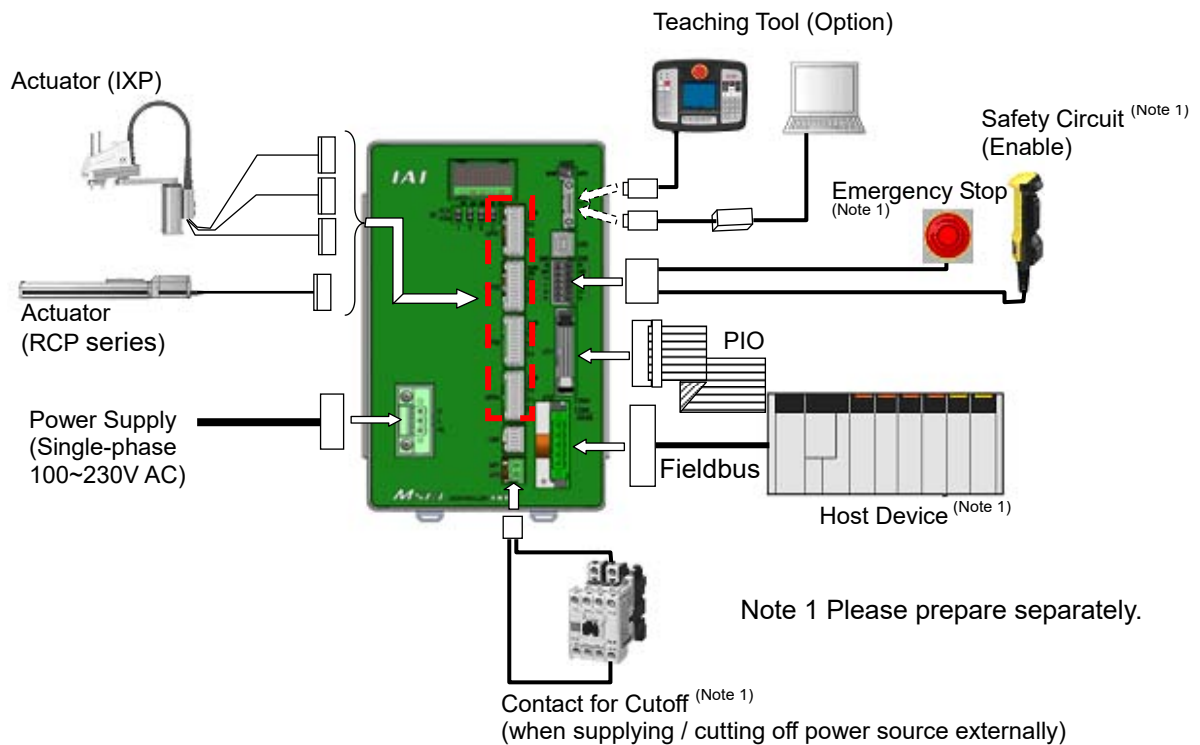 Teaching Tool (Option)
Actuator (IXP)
Safety Circuit (Note 1)
(Enable)
Emergency Stop
(Note 1)
IAI
Actuator
(RCP series)
PIO
Power Supply
(Single-phase
100~230V AC)
Fieldbus
Host Device (Note 1)
Note 1 Please prepare separately.
Contact for Cutoff (Note 1)
(when supplying / cutting off power source externally)